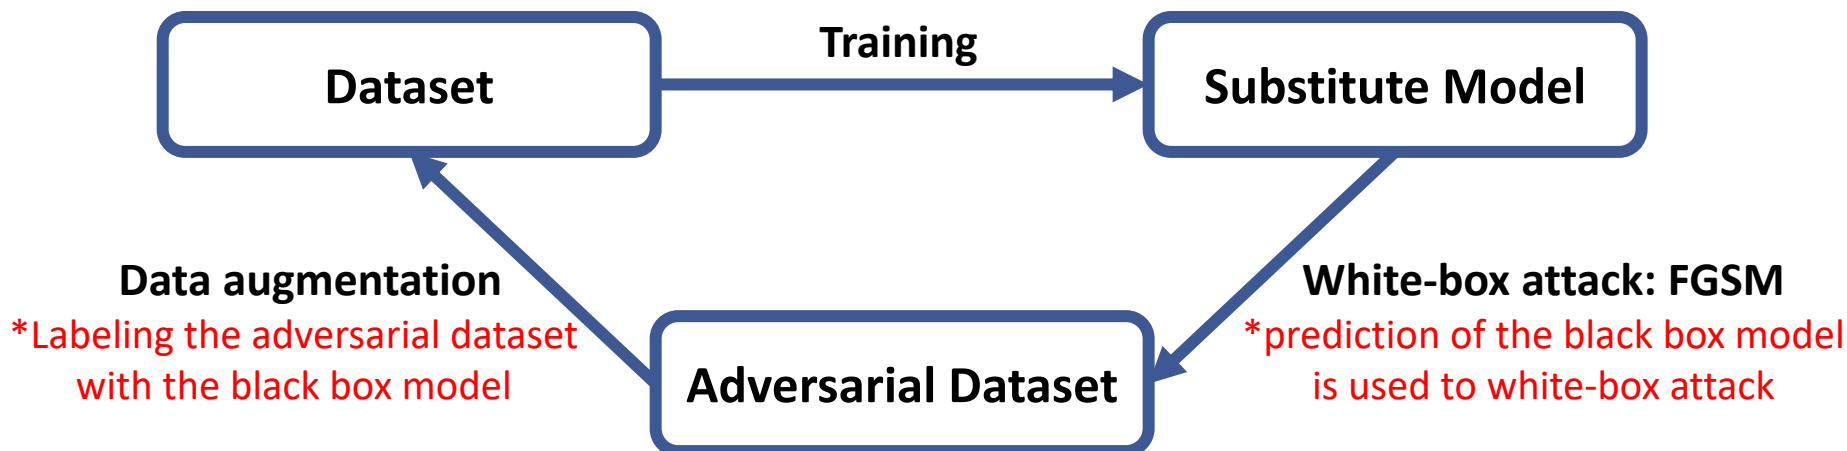 Training
Dataset
Substitute Model
Data augmentation
*Labeling the adversarial dataset
with the black box model
White-box attack: FGSM
*prediction of the black box model
is used to white-box attack
Adversarial Dataset